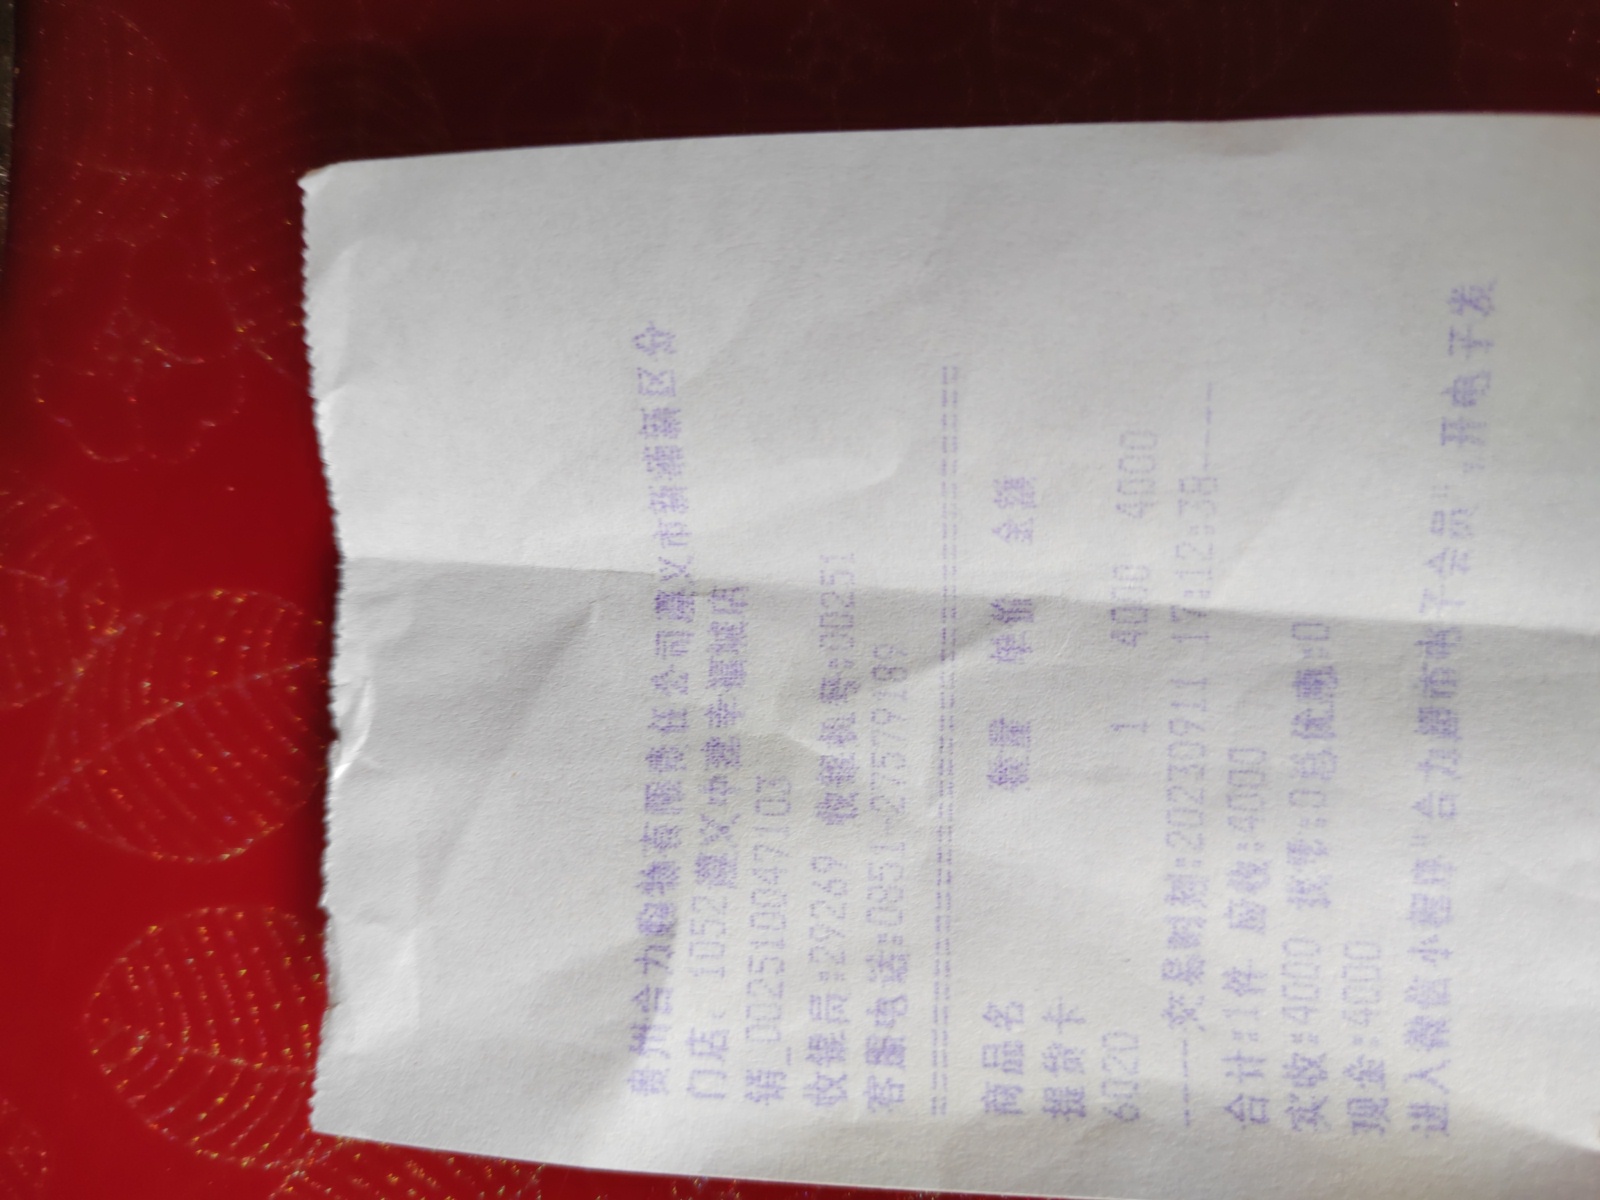 贵州合力购物有限责任公司遵义市新蒲新区分
门店：1052遵义中建幸福城店
销_002510047103
收银员:29269 收银机号:00251
客服电话:0851-27579189
================================
商品名 数量 单价 金额
提货卡
6020 1 4000 4000
-----交易时刻:20230911 17:12:38-----
合计:1件 应收:4000
实收:4000 找零:0总优惠:0
现金:4000
进入微信小程序"合力超市电子会员",开电子发